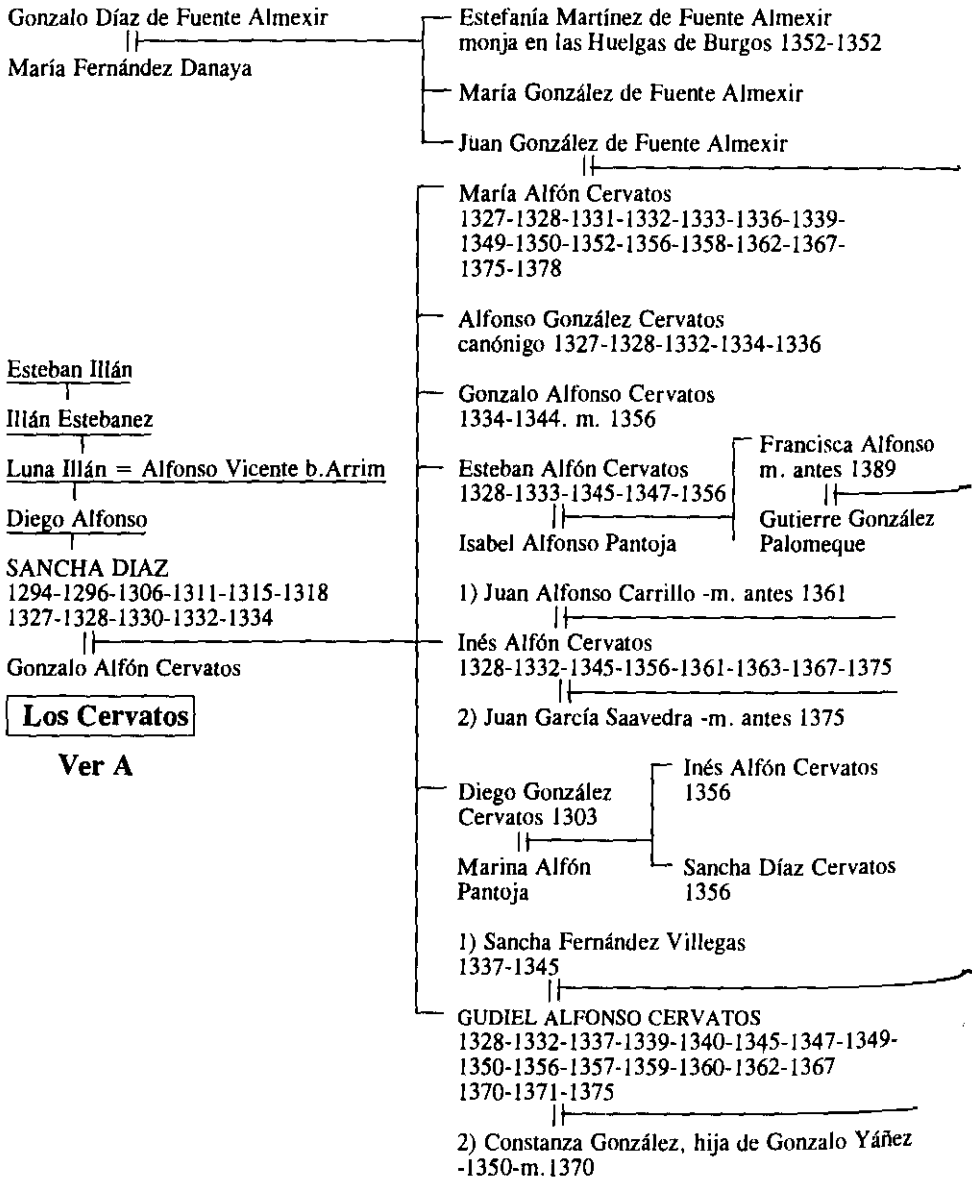 Gonzalo Díaz de Fuente Almexir
María Fernández Danaya
Estefanía Martínez de Fuente Almexir
monja en las Huelgas de Burgos 1352-1352
María González de Fuente Almexir
Juan González de Fuente Almexir
Esteban Illán
Illán Estebanez
Luna Illán = Alfonso Vicente b.Arrim
Diego Alfonso
SANCHA DIAZ
1294-1296-1306-1311-1315-1318
1327-1328-1330-1332-1334
Gonzalo Alfón Cervatos
Los Cervatos
Ver A
María Alfón Cervatos
1327-1328-1331-1332-1333-1336-1339-
1349-1350-1352-1356-1358-1362-1367-
1375-1378
Alfonso González Cervatos
canónigo 1327-1328-1332-1334-1336
Gonzalo Alfonso Cervatos
1334-1344. m. 1356
Esteban Alfón Cervatos
1328-1333-1345-1347-1356
Isabel Alfonso Pantoja
Francisca Alfonso
m. antes 1389
Gutierre González
Palomeque
1) Juan Alfonso Carrillo -m. antes 1361
Inés Alfón Cervatos
1328-1332-1345-1356-1361-1363-1367-1375
2) Juan García Saavedra -m. antes 1375
Diego González
Cervatos 1303
Marina Alfón
Pantoja
Inés Alfón Cervatos
1356
Sancha Díaz Cervatos
1356
1) Sancha Fernández Villegas
1337-1345
GUDIEL ALFONSO CERVATOS
1328-1332-1337-1339-1340-1345-1347-1349-
1350-1356-1357-1359-1360-1362-1367
1370-1371-1375
2) Constanza González, hija de Gonzalo Yáñez
-1350-m.1370